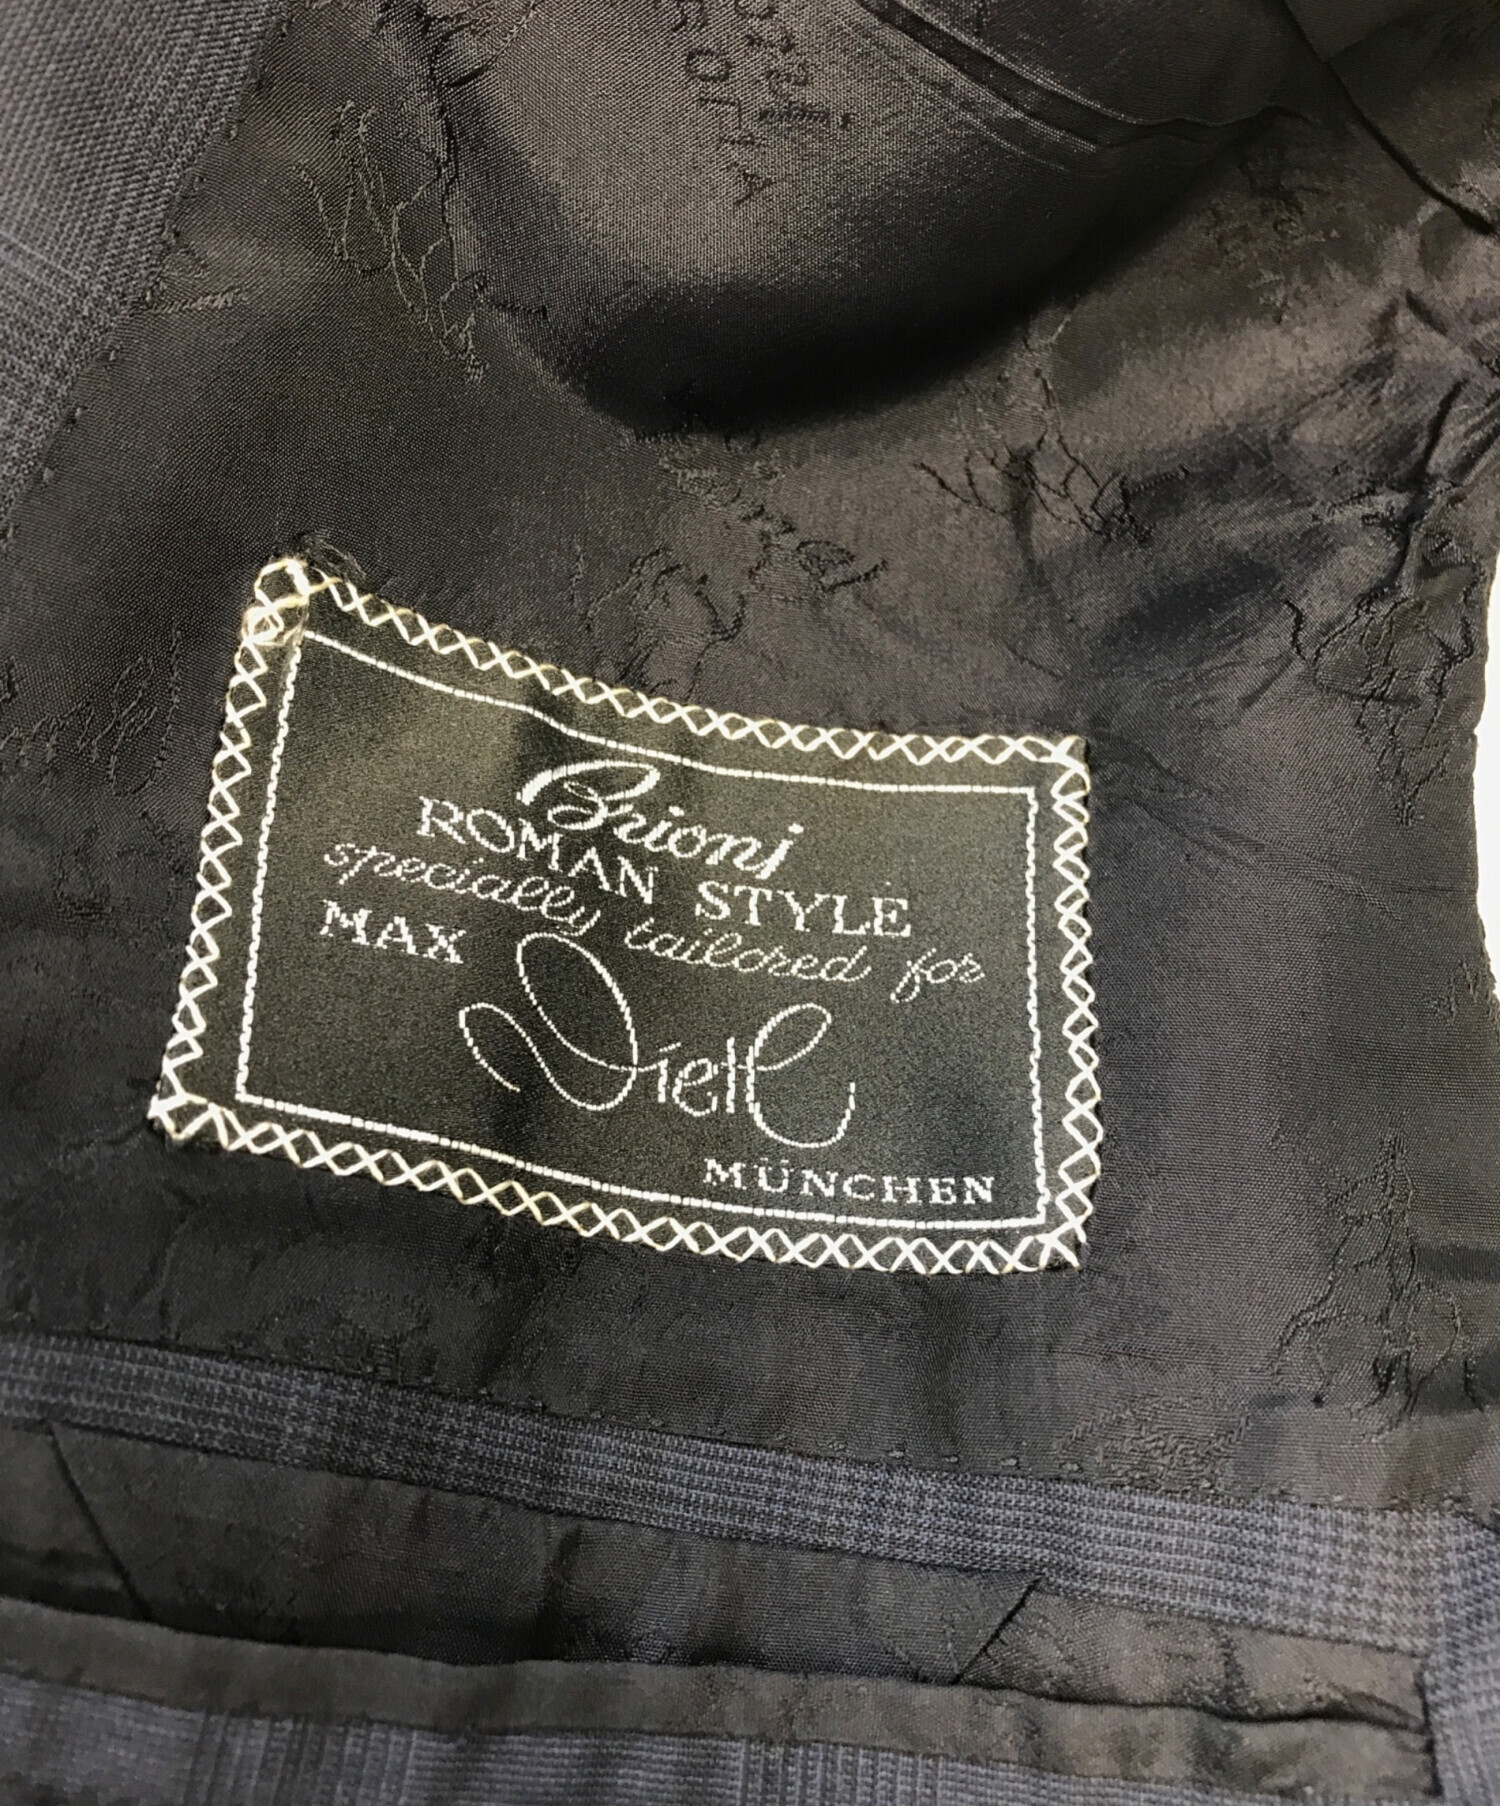 Brioni
ROMAN STYLE
specially tailored for
MAX Dietl
MÜNCHEN